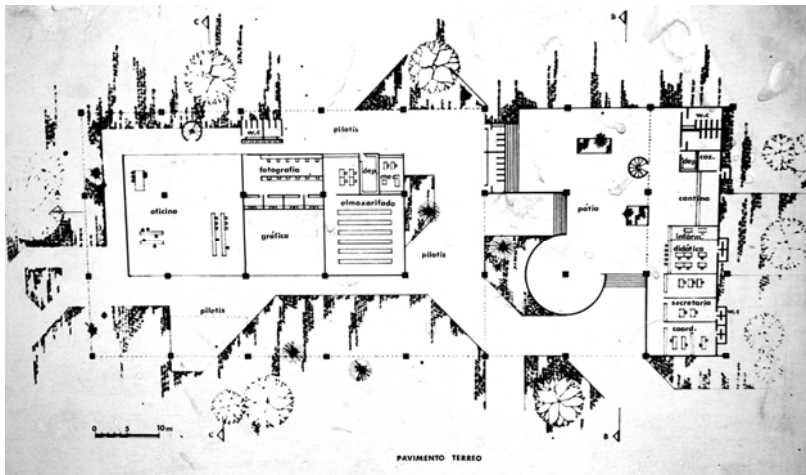 C
B
w.c
pilotis
w.c
fotografia
dep.
dep.
coz.
oficina
almoxarifado
pátio
cantina
gráfica
inform.
didática
pilotis
secretaria
w.c
pilotis
coord.
0 5 10m
C
B
PAVIMENTO TERREO